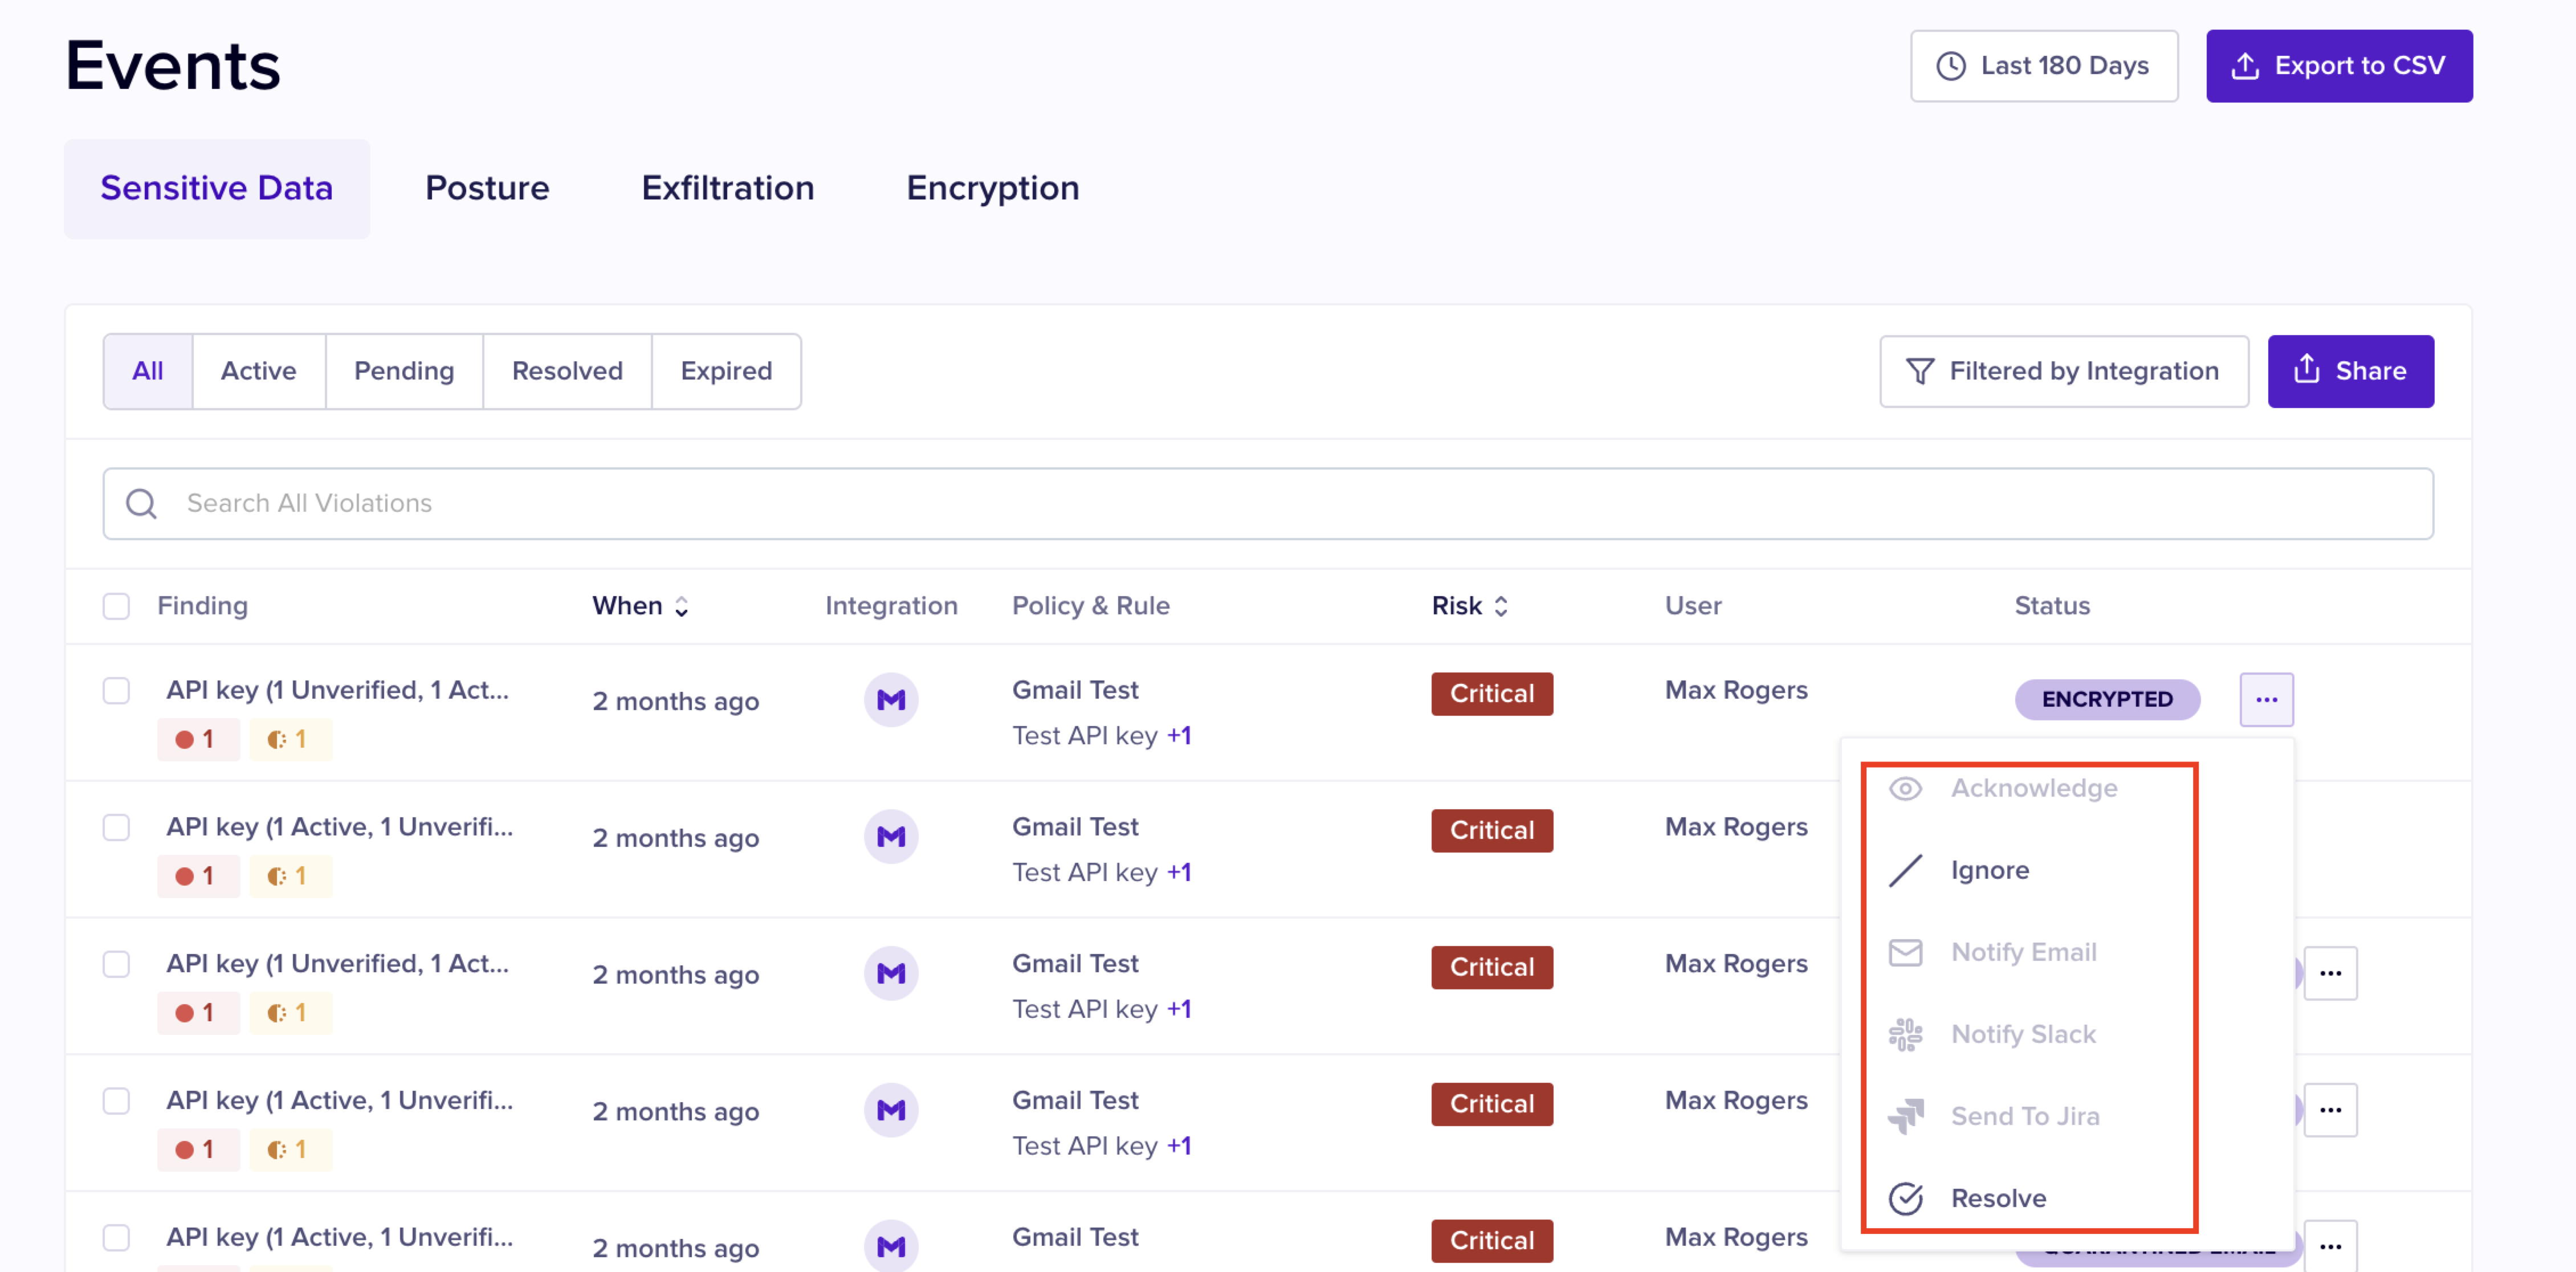 Events
Last 180 Days
Export to CSV
Sensitive Data Posture Exfiltration Encryption
All Active Pending Resolved Expired
Filtered by Integration
Share
Search All Violations
Finding When Integration Policy & Rule Risk User Status
API key (1 Unverified, 1 Act... 2 months ago Gmail Test Critical Max Rogers ENCRYPTED ...
1 1 Test API key +1
Acknowledge
API key (1 Active, 1 Unverifi... 2 months ago Gmail Test Critical Max Rogers
1 1 Test API key +1
Ignore
Notify Email
API key (1 Unverified, 1 Act... 2 months ago Gmail Test Critical Max Rogers ...
1 1 Test API key +1
Notify Slack
API key (1 Active, 1 Unverifi... 2 months ago Gmail Test Critical Max Rogers ...
1 1 Test API key +1
Send To Jira
Resolve
API key (1 Active, 1 Unverifi... 2 months ago Gmail Test Critical Max Rogers ...